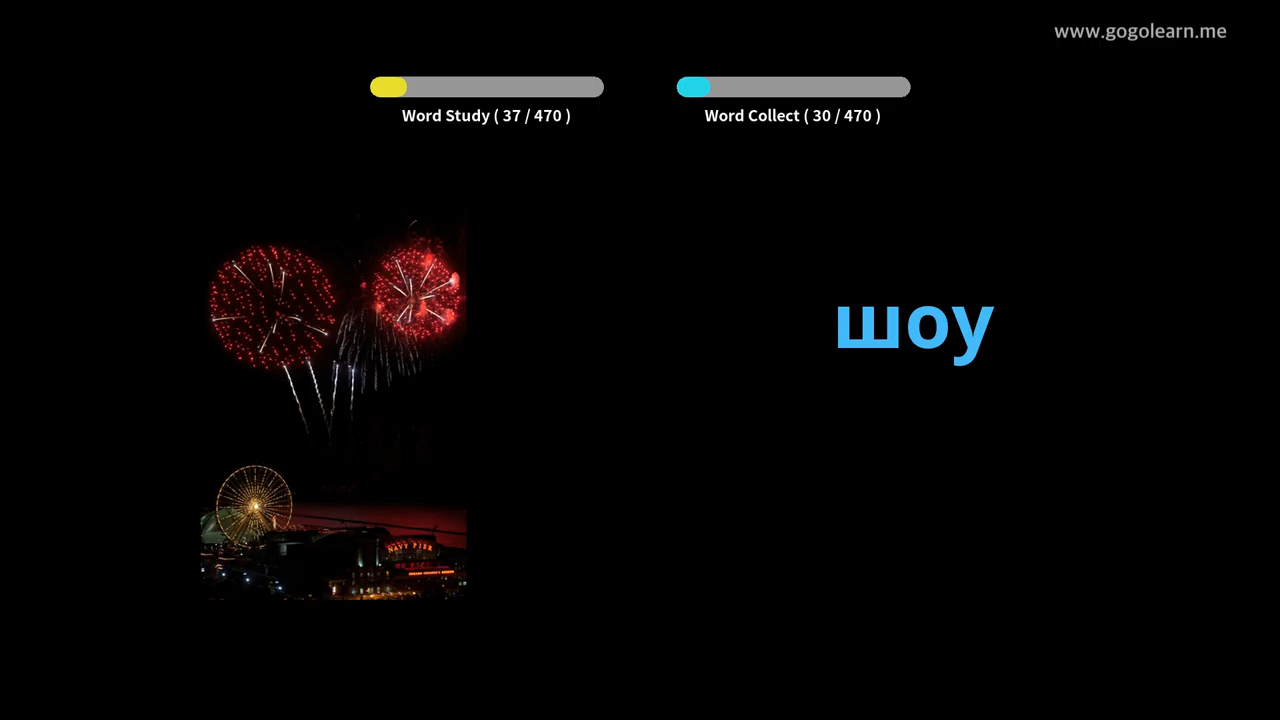 www.gogolearn.me
Word Study ( 37 / 470 )
Word Collect ( 30 / 470 )
шоу
NAVY PIER